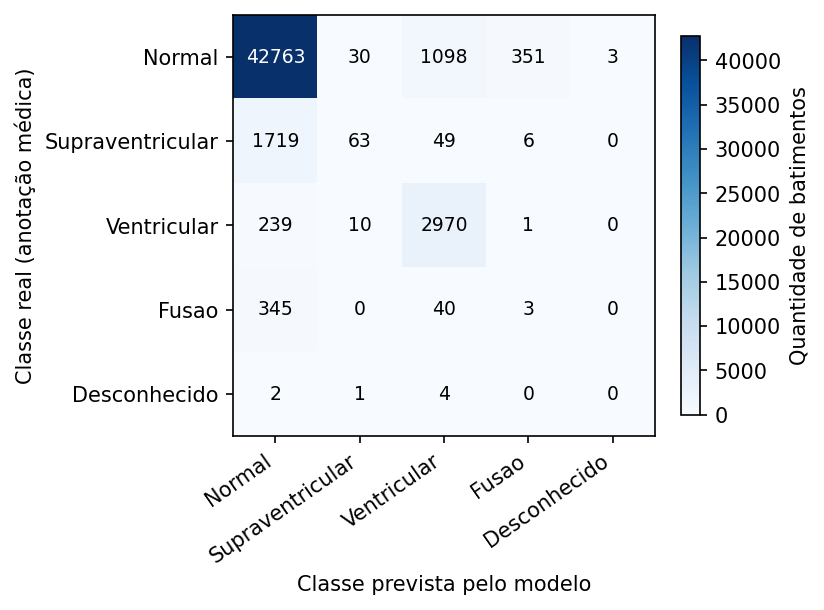 Normal 42763 30 1098 351 3
Supraventricular 1719 63 49 6 0
Ventricular 239 10 2970 1 0
Fusao 345 0 40 3 0
Desconhecido 2 1 4 0 0
Normal Supraventricular Ventricular Fusao Desconhecido
Classe prevista pelo modelo
Classe real (anotação médica)
40000
35000
30000
25000
20000
15000
10000
5000
0
Quantidade de batimentos